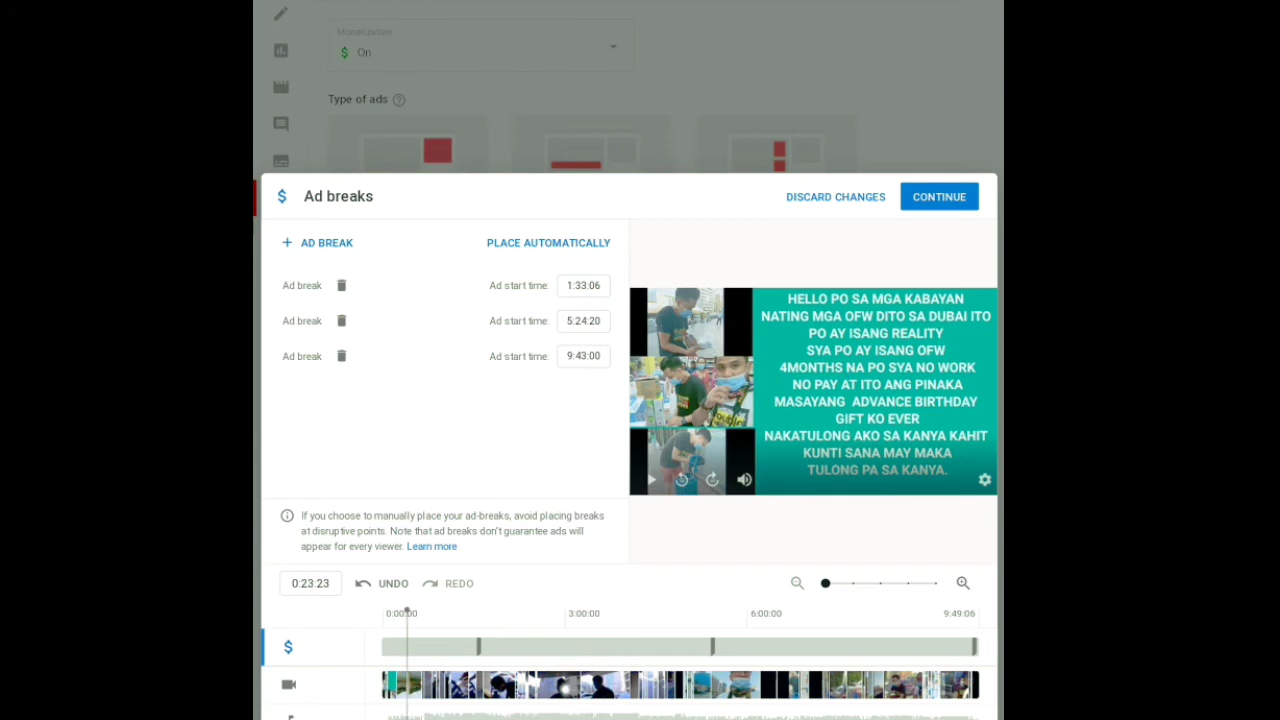 Monetization
$ On
Type of ads ?
$ Ad breaks
DISCARD CHANGES
CONTINUE
+ AD BREAK
PLACE AUTOMATICALLY
Ad break
Ad start time: 1:33:06
Ad break
Ad start time: 5:24:20
Ad break
Ad start time: 9:43:00
HELLO PO SA MGA KABAYAN
NATING MGA OFW DITO SA DUBAI ITO
PO AY ISANG REALITY
SYA PO AY ISANG OFW
4MONTHS NA PO SYA NO WORK
NO PAY AT ITO ANG PINAKA
MASAYANG ADVANCE BIRTHDAY
GIFT KO EVER
NAKATULONG AKO SA KANYA KAHIT
KUNTI SANA MAY MAKA
TULONG PA SA KANYA.
If you choose to manually place your ad-breaks, avoid placing breaks
at disruptive points. Note that ad breaks don't guarantee ads will
appear for every viewer. Learn more
0:23:23
UNDO
REDO
0:00:00
3:00:00
6:00:00
9:49:06
$